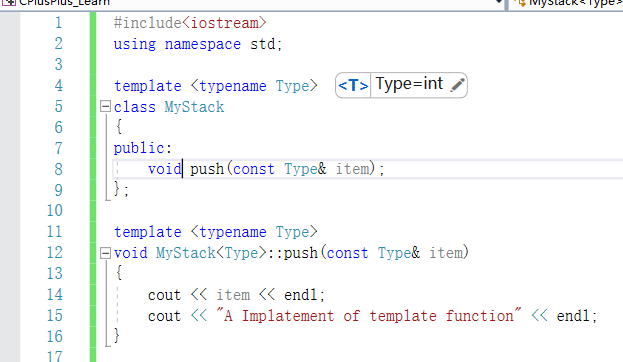 CPlusPlus_Learn MyStack<Type>
1 #include<iostream>
2 using namespace std;
3
4 template <typename Type> <T> Type=int
5 class MyStack
6 {
7 public:
8 void push(const Type& item);
9 };
10
11 template <typename Type>
12 void MyStack<Type>::push(const Type& item)
13 {
14 cout << item << endl;
15 cout << "A Implatement of template function" << endl;
16 }
17